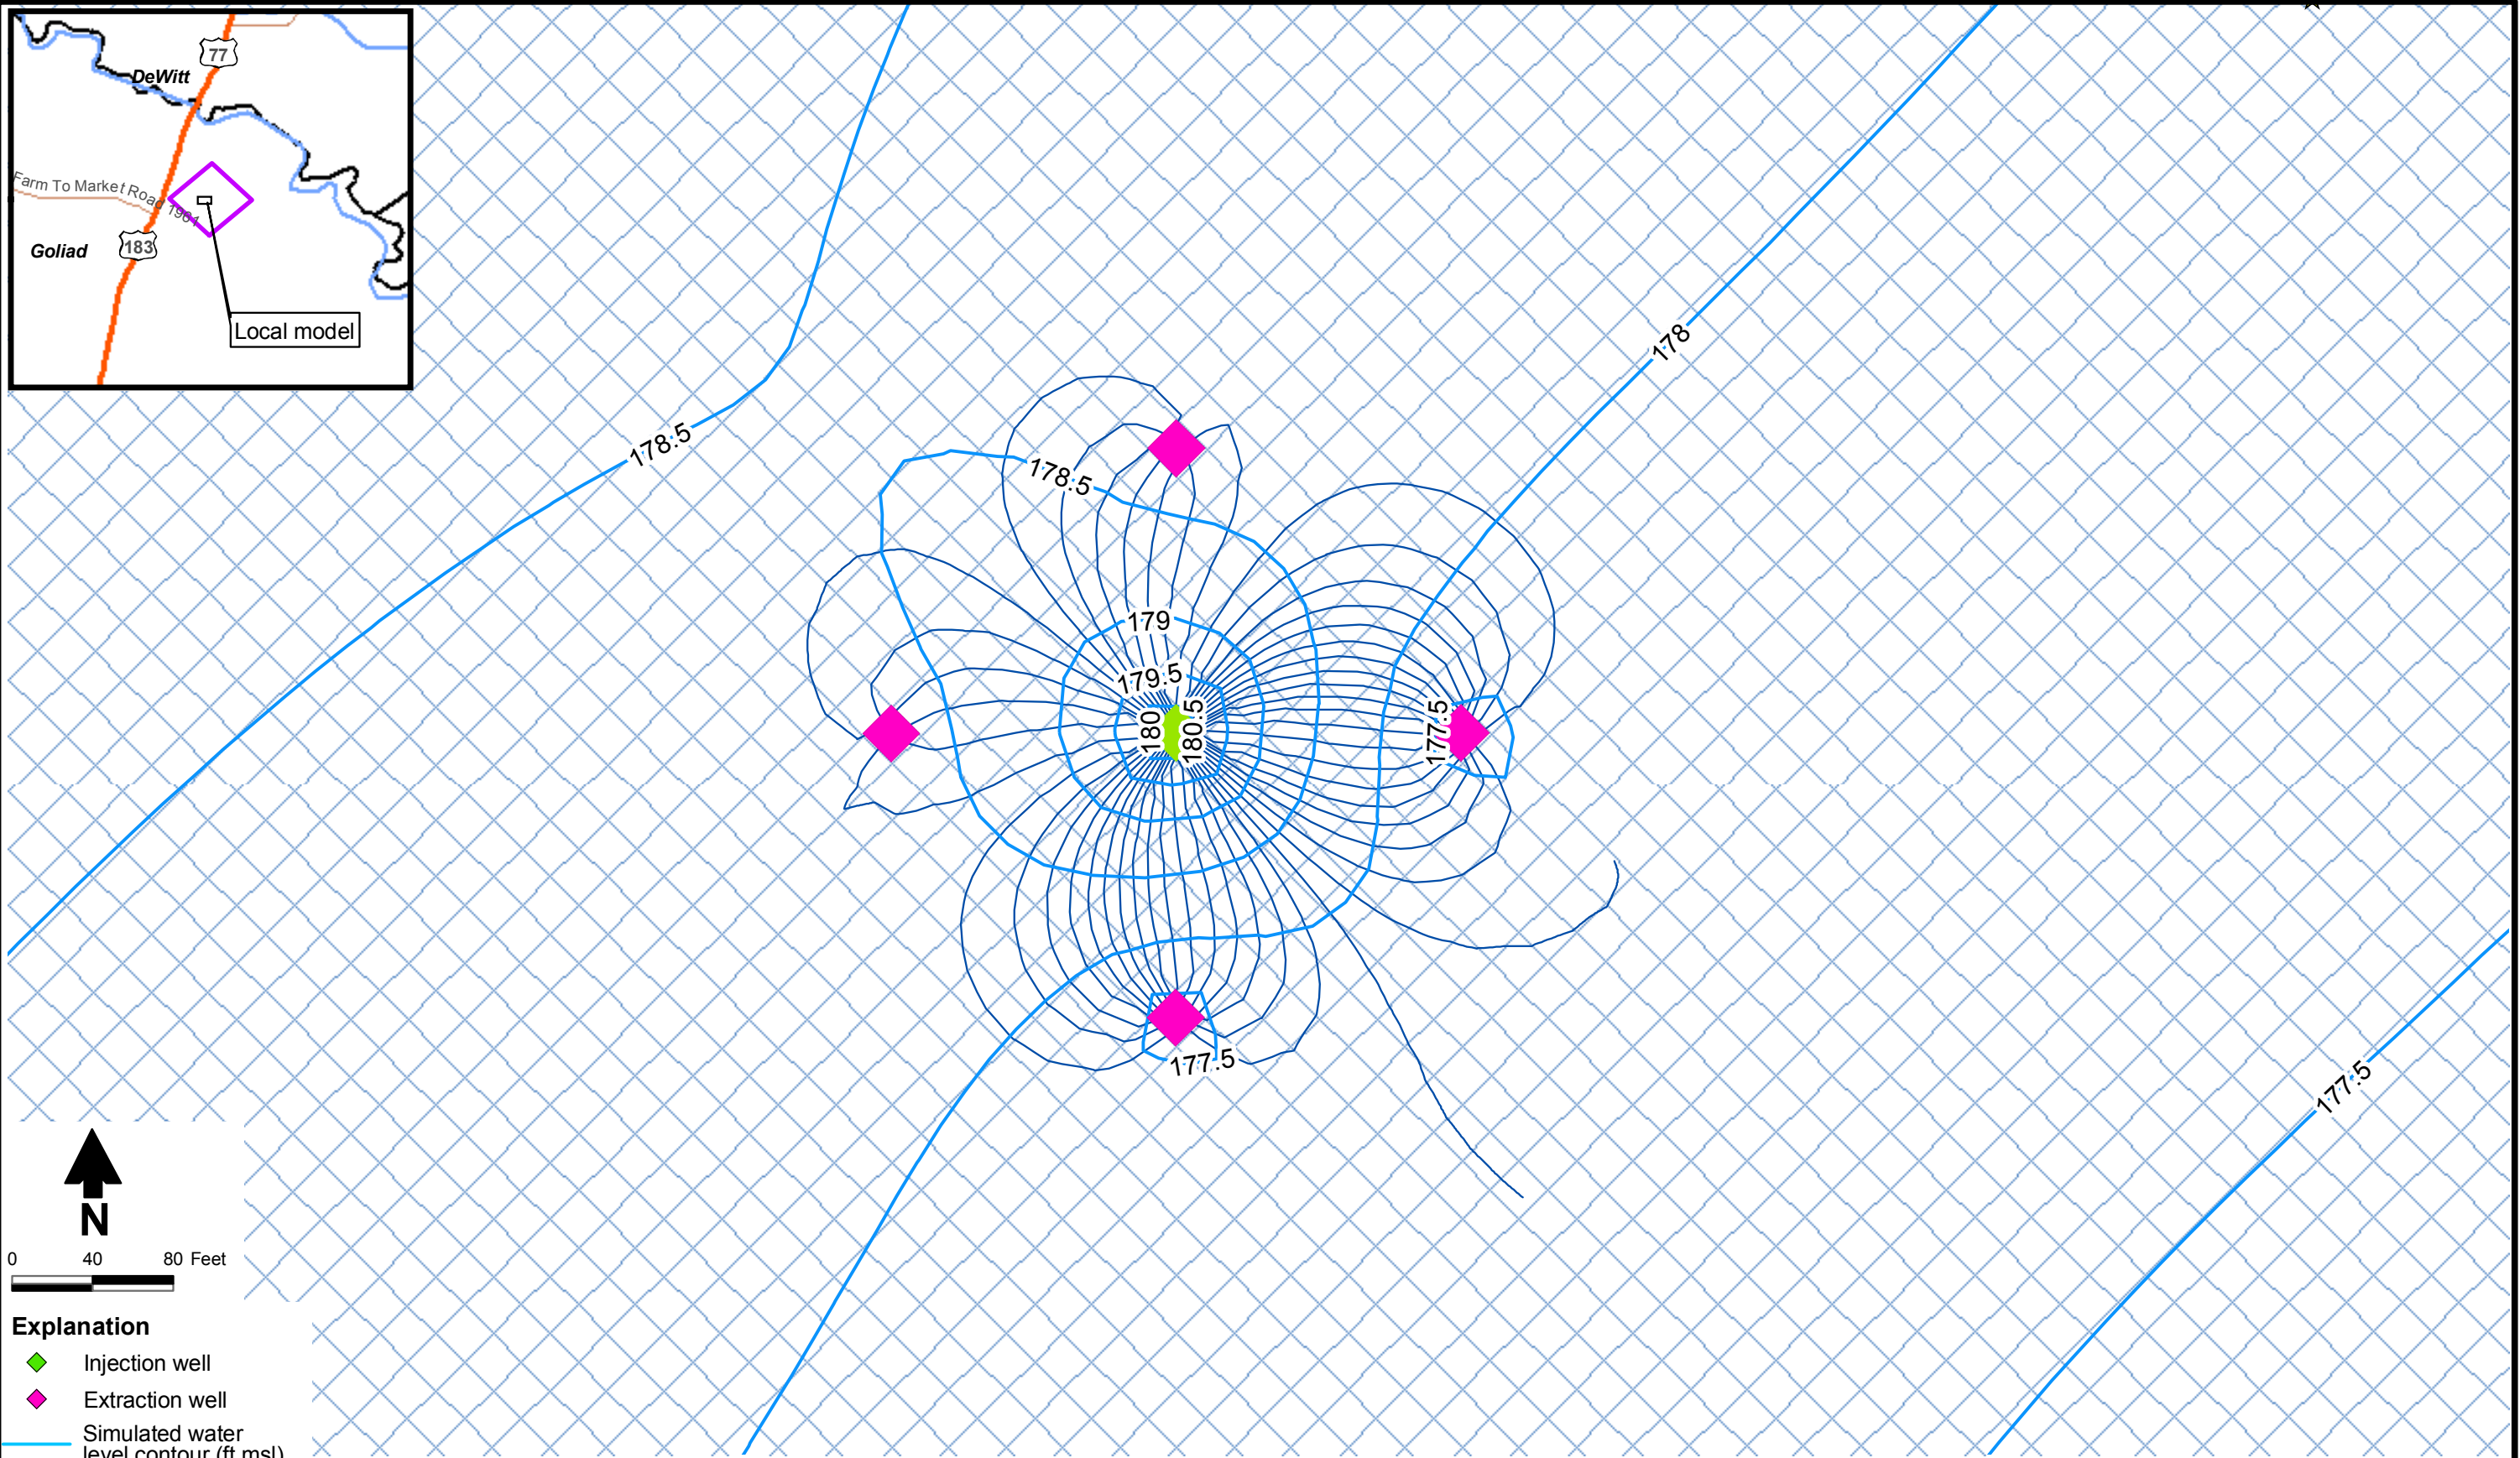 77
DeWitt
Farm To Market Road 1961
Goliad
183
Local model
178
178.5
178.5
179
179.5
180
180.5
177.5
177.5
177.5
N
0 40 80 Feet
Explanation
Injection well
Extraction well
Simulated water
level contour (ft msl)